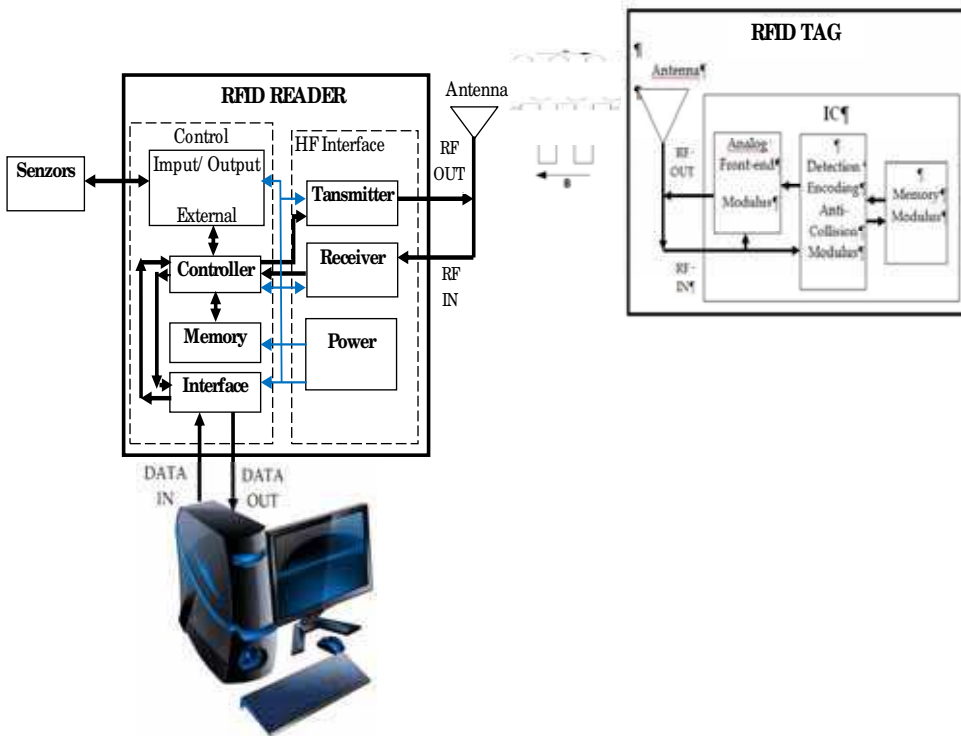 RFID TAG
¶
Antenna¶
¶
IC¶
RF-
OUT
Analog
Front-end
Modulus¶
¶
Detection
Encoding¶
Anti-
Collision
Modulus¶
¶
Memory
Modulus¶
RF-
IN¶
B
RFID READER
Antenna
Control
HF Interface
Senzors
Imput/ Output
External
Tansmitter
RF
OUT
Controller
Receiver
RF
IN
Memory
Power
Interface
DATA
IN
DATA
OUT